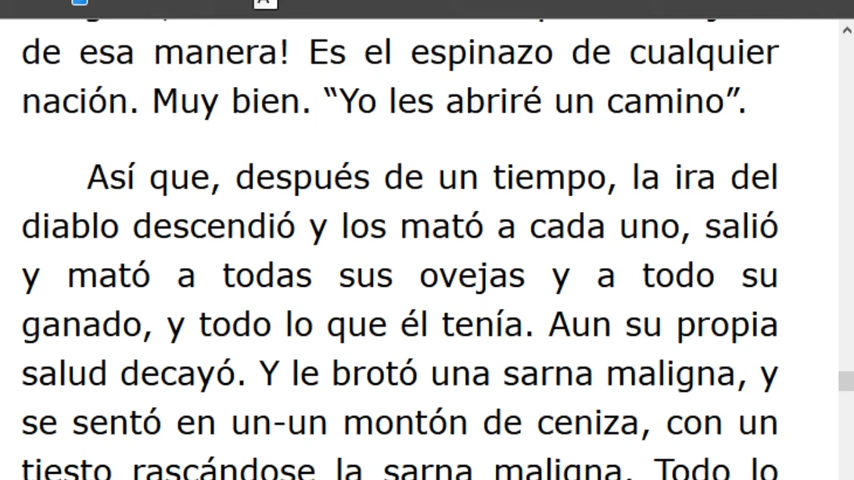 de esa manera! Es el espinazo de cualquier
nación. Muy bien. “Yo les abriré un camino”.
Así que, después de un tiempo, la ira del
diablo descendió y los mató a cada uno, salió
y mató a todas sus ovejas y a todo su
ganado, y todo lo que él tenía. Aun su propia
salud decayó. Y le brotó una sarna maligna, y
se sentó en un-un montón de ceniza, con un
tiesto rascándose la sarna maligna. Todo lo